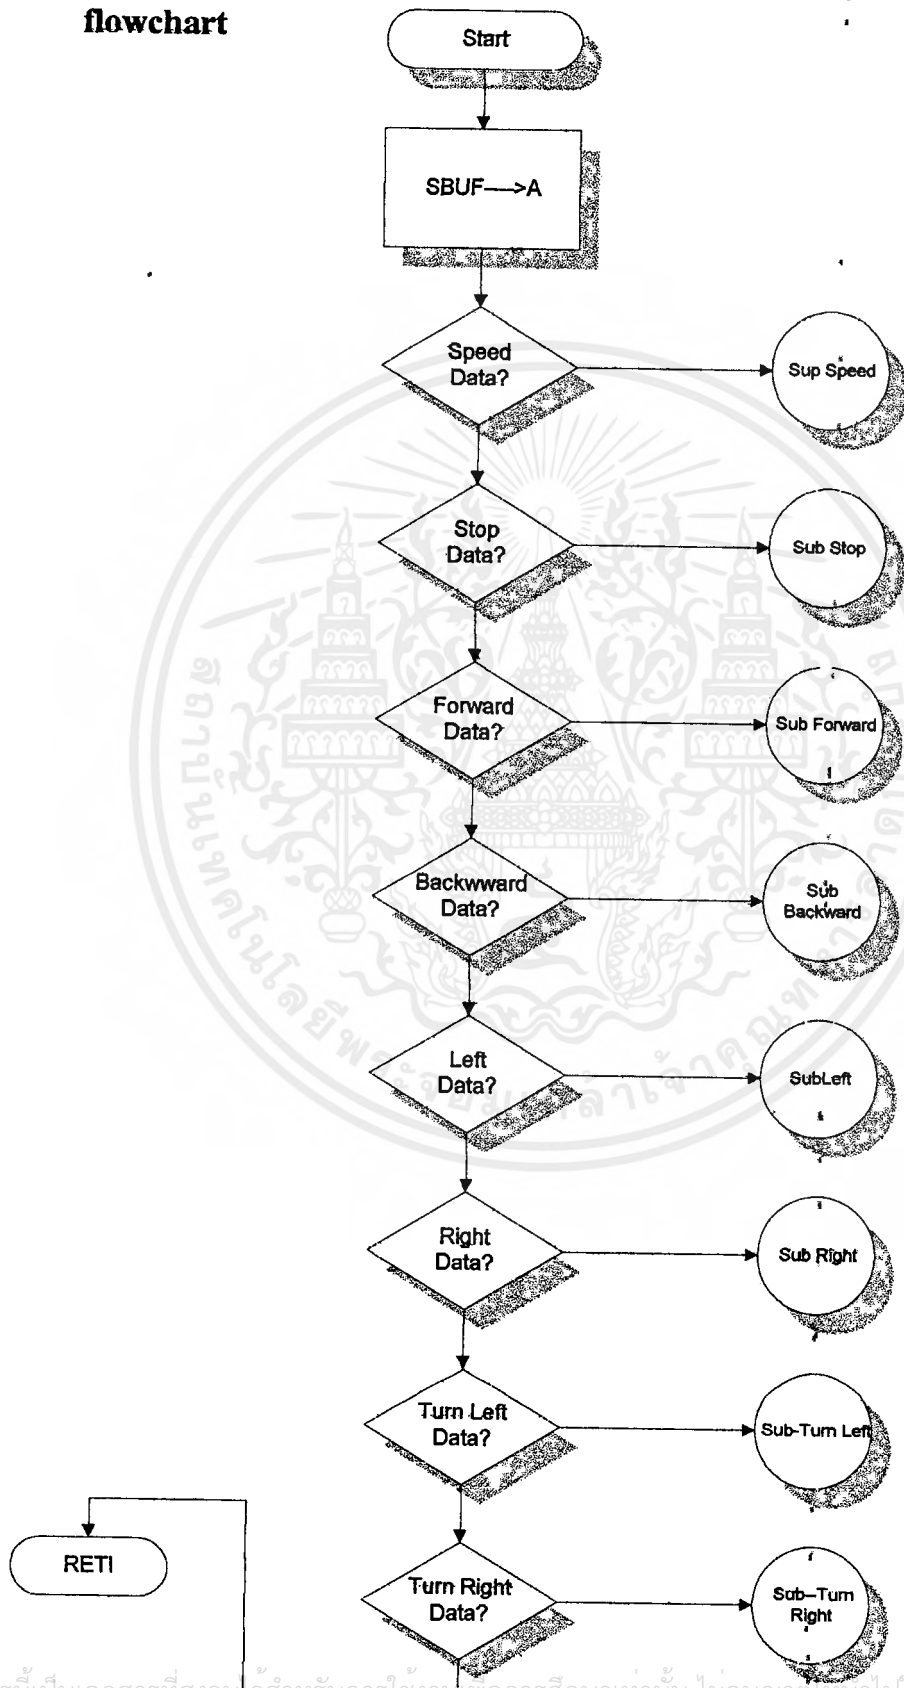 flowchart
Start
SBUF—->A
Speed
Data?
Sup Speed
Stop
Data?
Sub Stop
Forward
Data?
Sub Forward
Backwward
Data?
Sub
Backward
Left
Data?
SubLeft
Right
Data?
Sub Right
Turn Left
Data?
Sub-Turn Left
RETI
Turn Right
Data?
Sub-Turn
Right